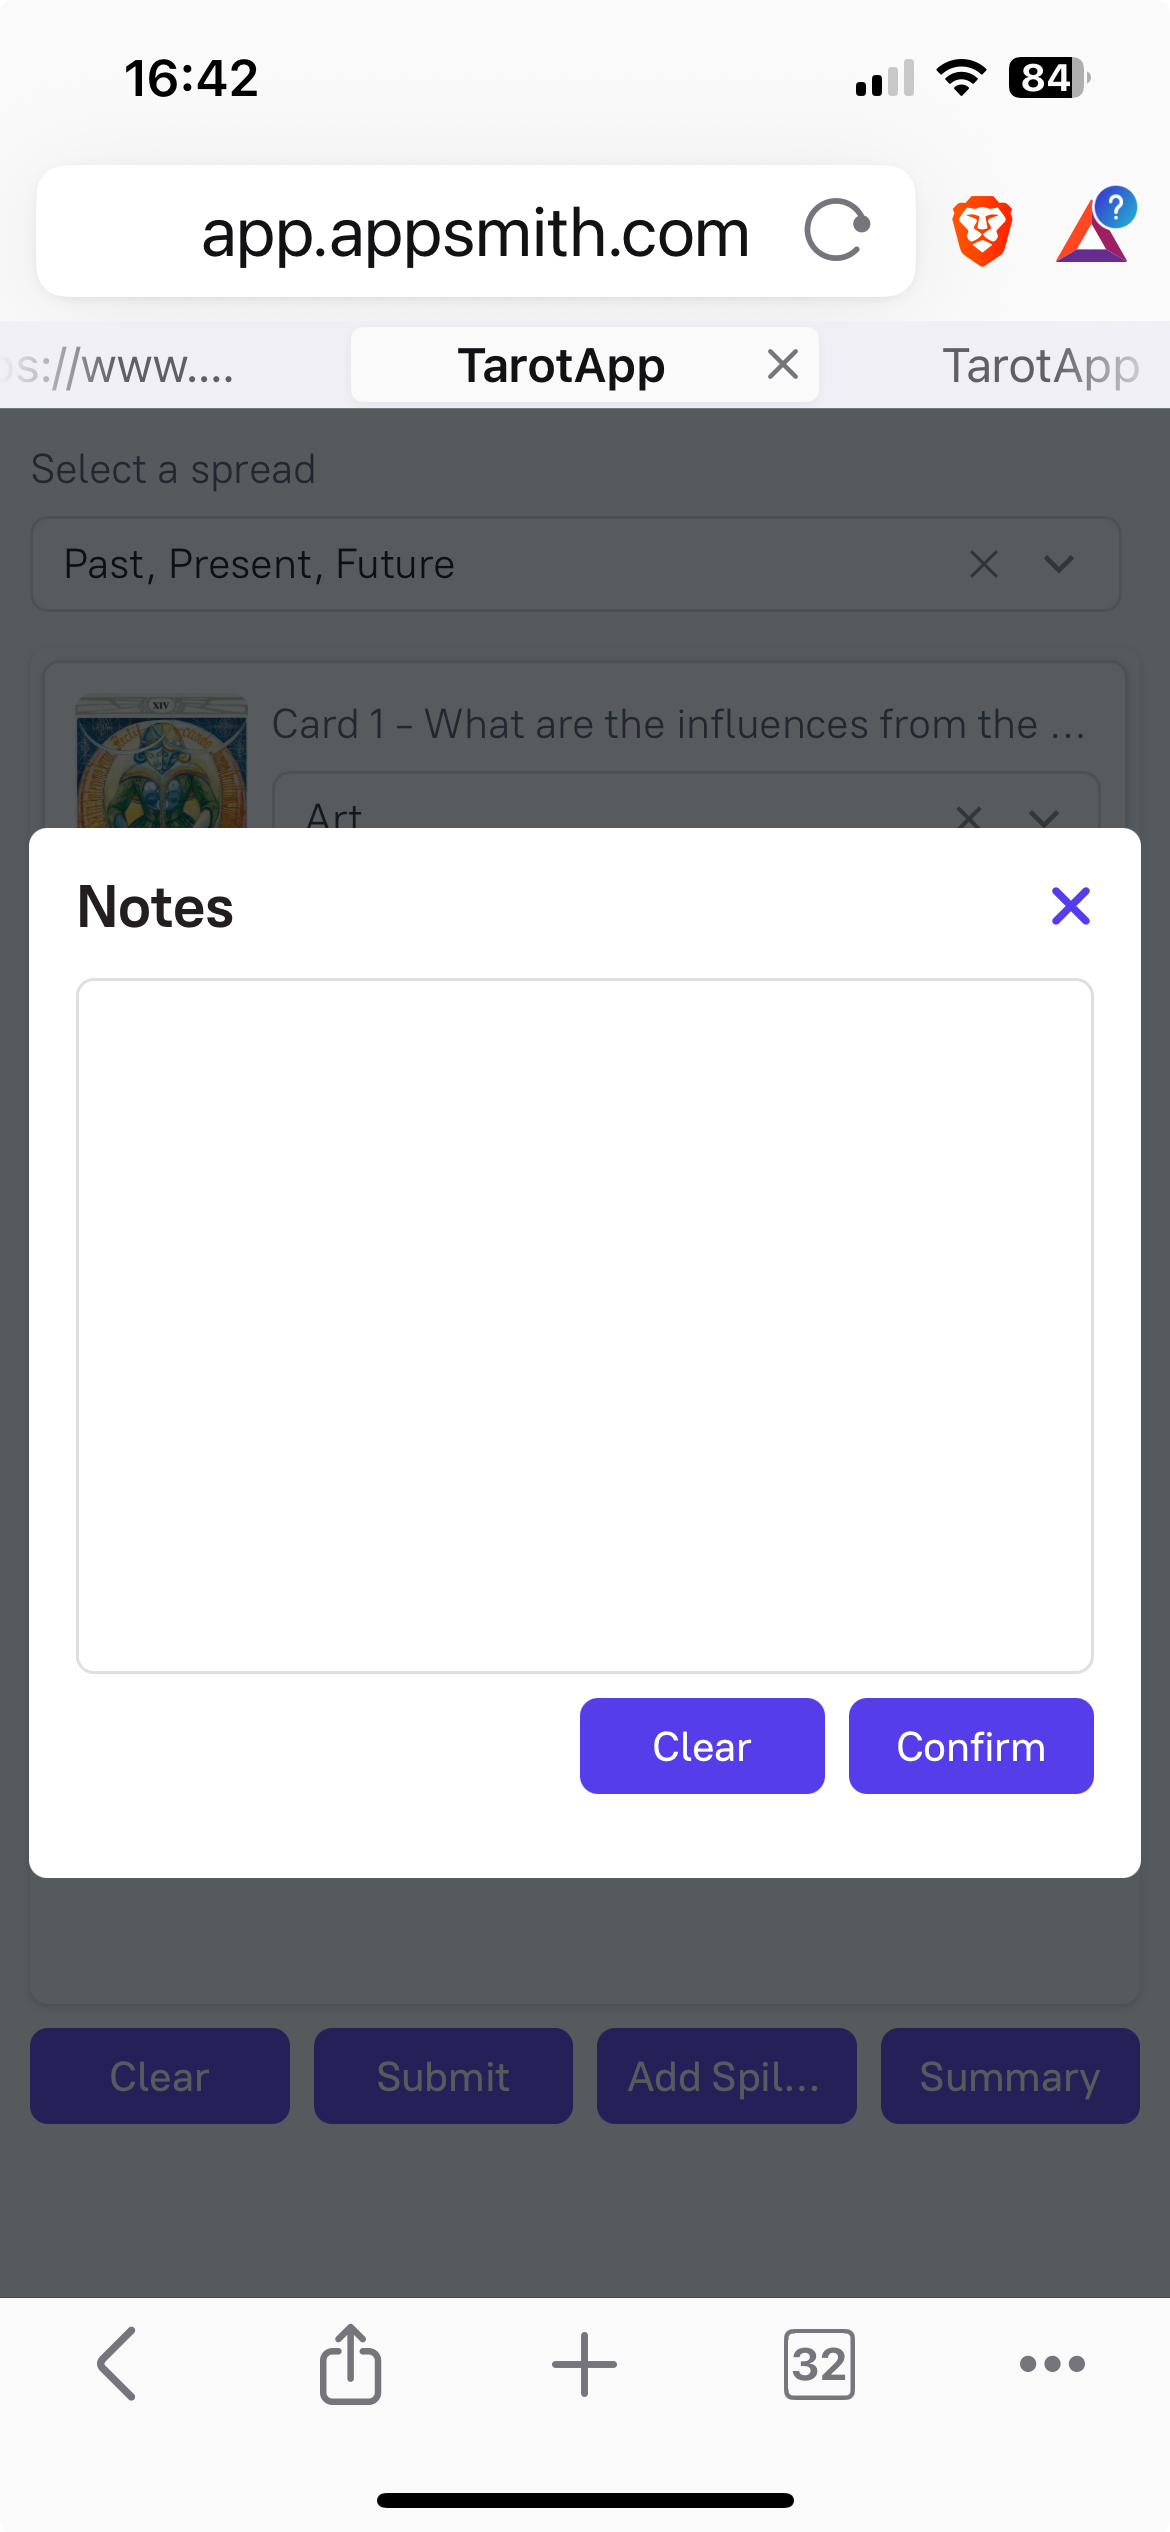 16:42
84
app.appsmith.com
?
ps://www....
TarotApp
TarotApp
Select a spread
Past, Present, Future
XIV
Card 1 – What are the influences from the ...
Art
Notes
Clear
Confirm
Clear
Submit
Add Spil...
Summary
32